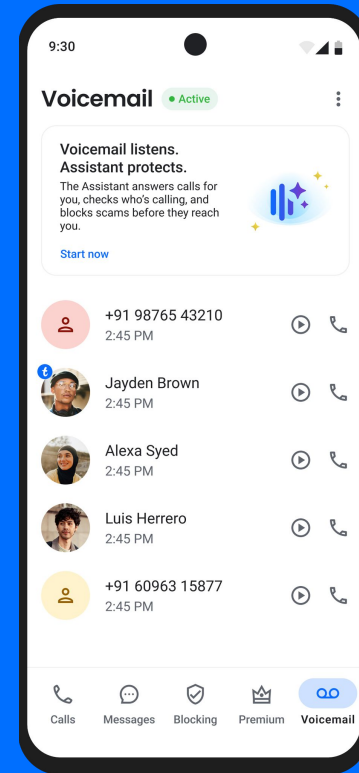 9:30
Voicemail
Active
Voicemail listens.
Assistant protects.
The Assistant answers calls for
you, checks who's calling, and
blocks scams before they reach
you.
Start now
+91 98765 43210
2:45 PM
t
Jayden Brown
2:45 PM
Alexa Syed
2:45 PM
Luis Herrero
2:45 PM
+91 60963 15877
2:45 PM
Calls Messages Blocking Premium Voicemail